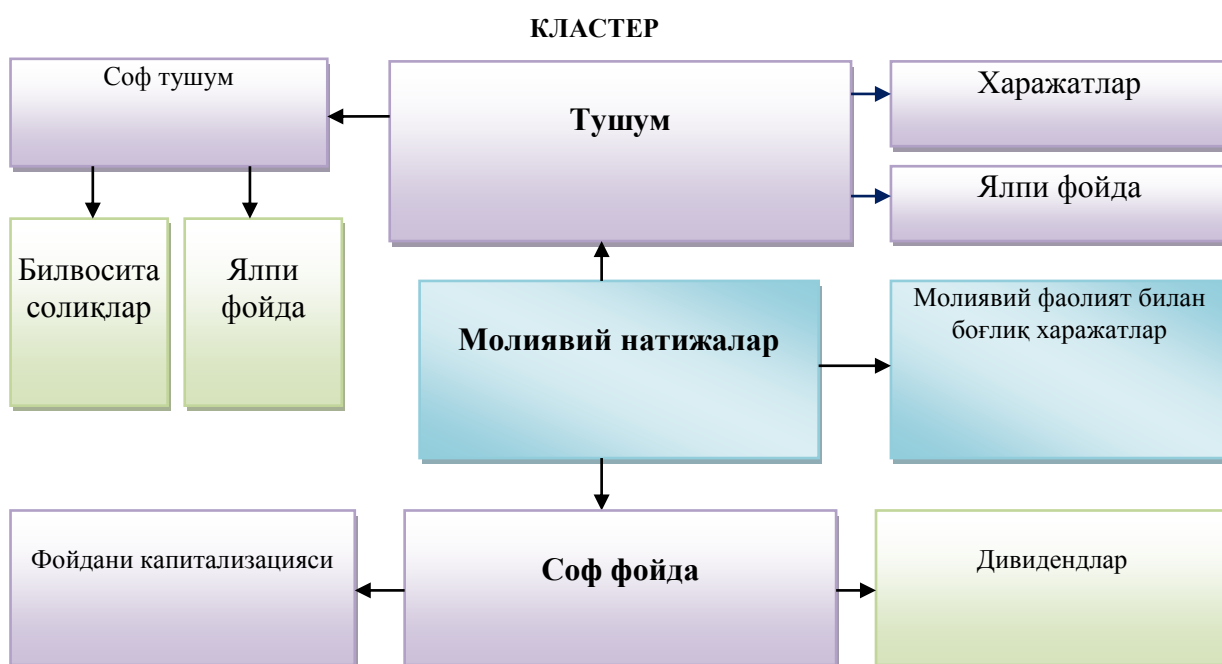 КЛАСТЕР
Соф тушум
Тушум
Харажатлар
Ялпи фойда
Билвосита
солиқлар
Ялпи
фойда
Молиявий натижалар
Молиявий фаолият билан
боғлиқ харажатлар
Фойдани капитализацияси
Соф фойда
Дивидендлар